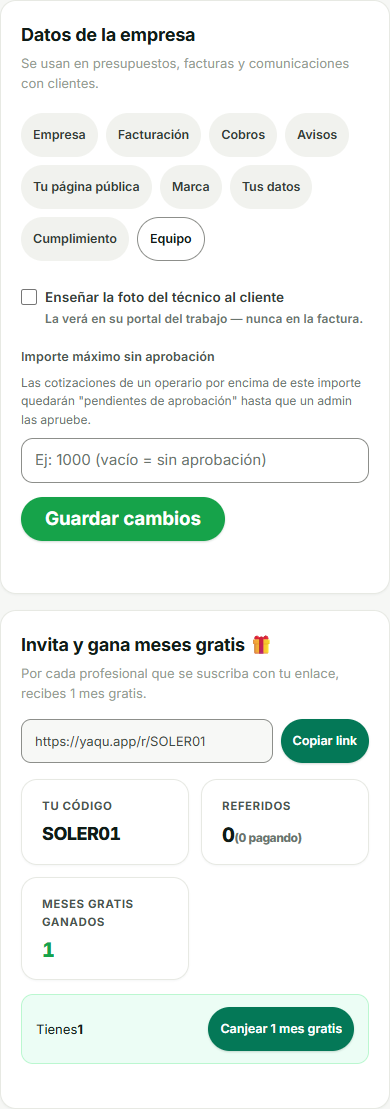 Datos de la empresa
Se usan en presupuestos, facturas y comunicaciones
con clientes.
Empresa
Facturación
Cobros
Avisos
Tu página pública
Marca
Tus datos
Cumplimiento
Equipo
Enseñar la foto del técnico al cliente
La verá en su portal del trabajo — nunca en la factura.
Importe máximo sin aprobación
Las cotizaciones de un operario por encima de este importe
quedarán "pendientes de aprobación" hasta que un admin
las apruebe.
Ej: 1000 (vacío = sin aprobación)
Guardar cambios
Invita y gana meses gratis 🎁
Por cada profesional que se suscriba con tu enlace,
recibes 1 mes gratis.
https://yaqu.app/r/SOLER01
Copiar link
TU CÓDIGO
SOLER01
REFERIDOS
0(0 pagando)
MESES GRATIS
GANADOS
1
Tienes1
Canjear 1 mes gratis